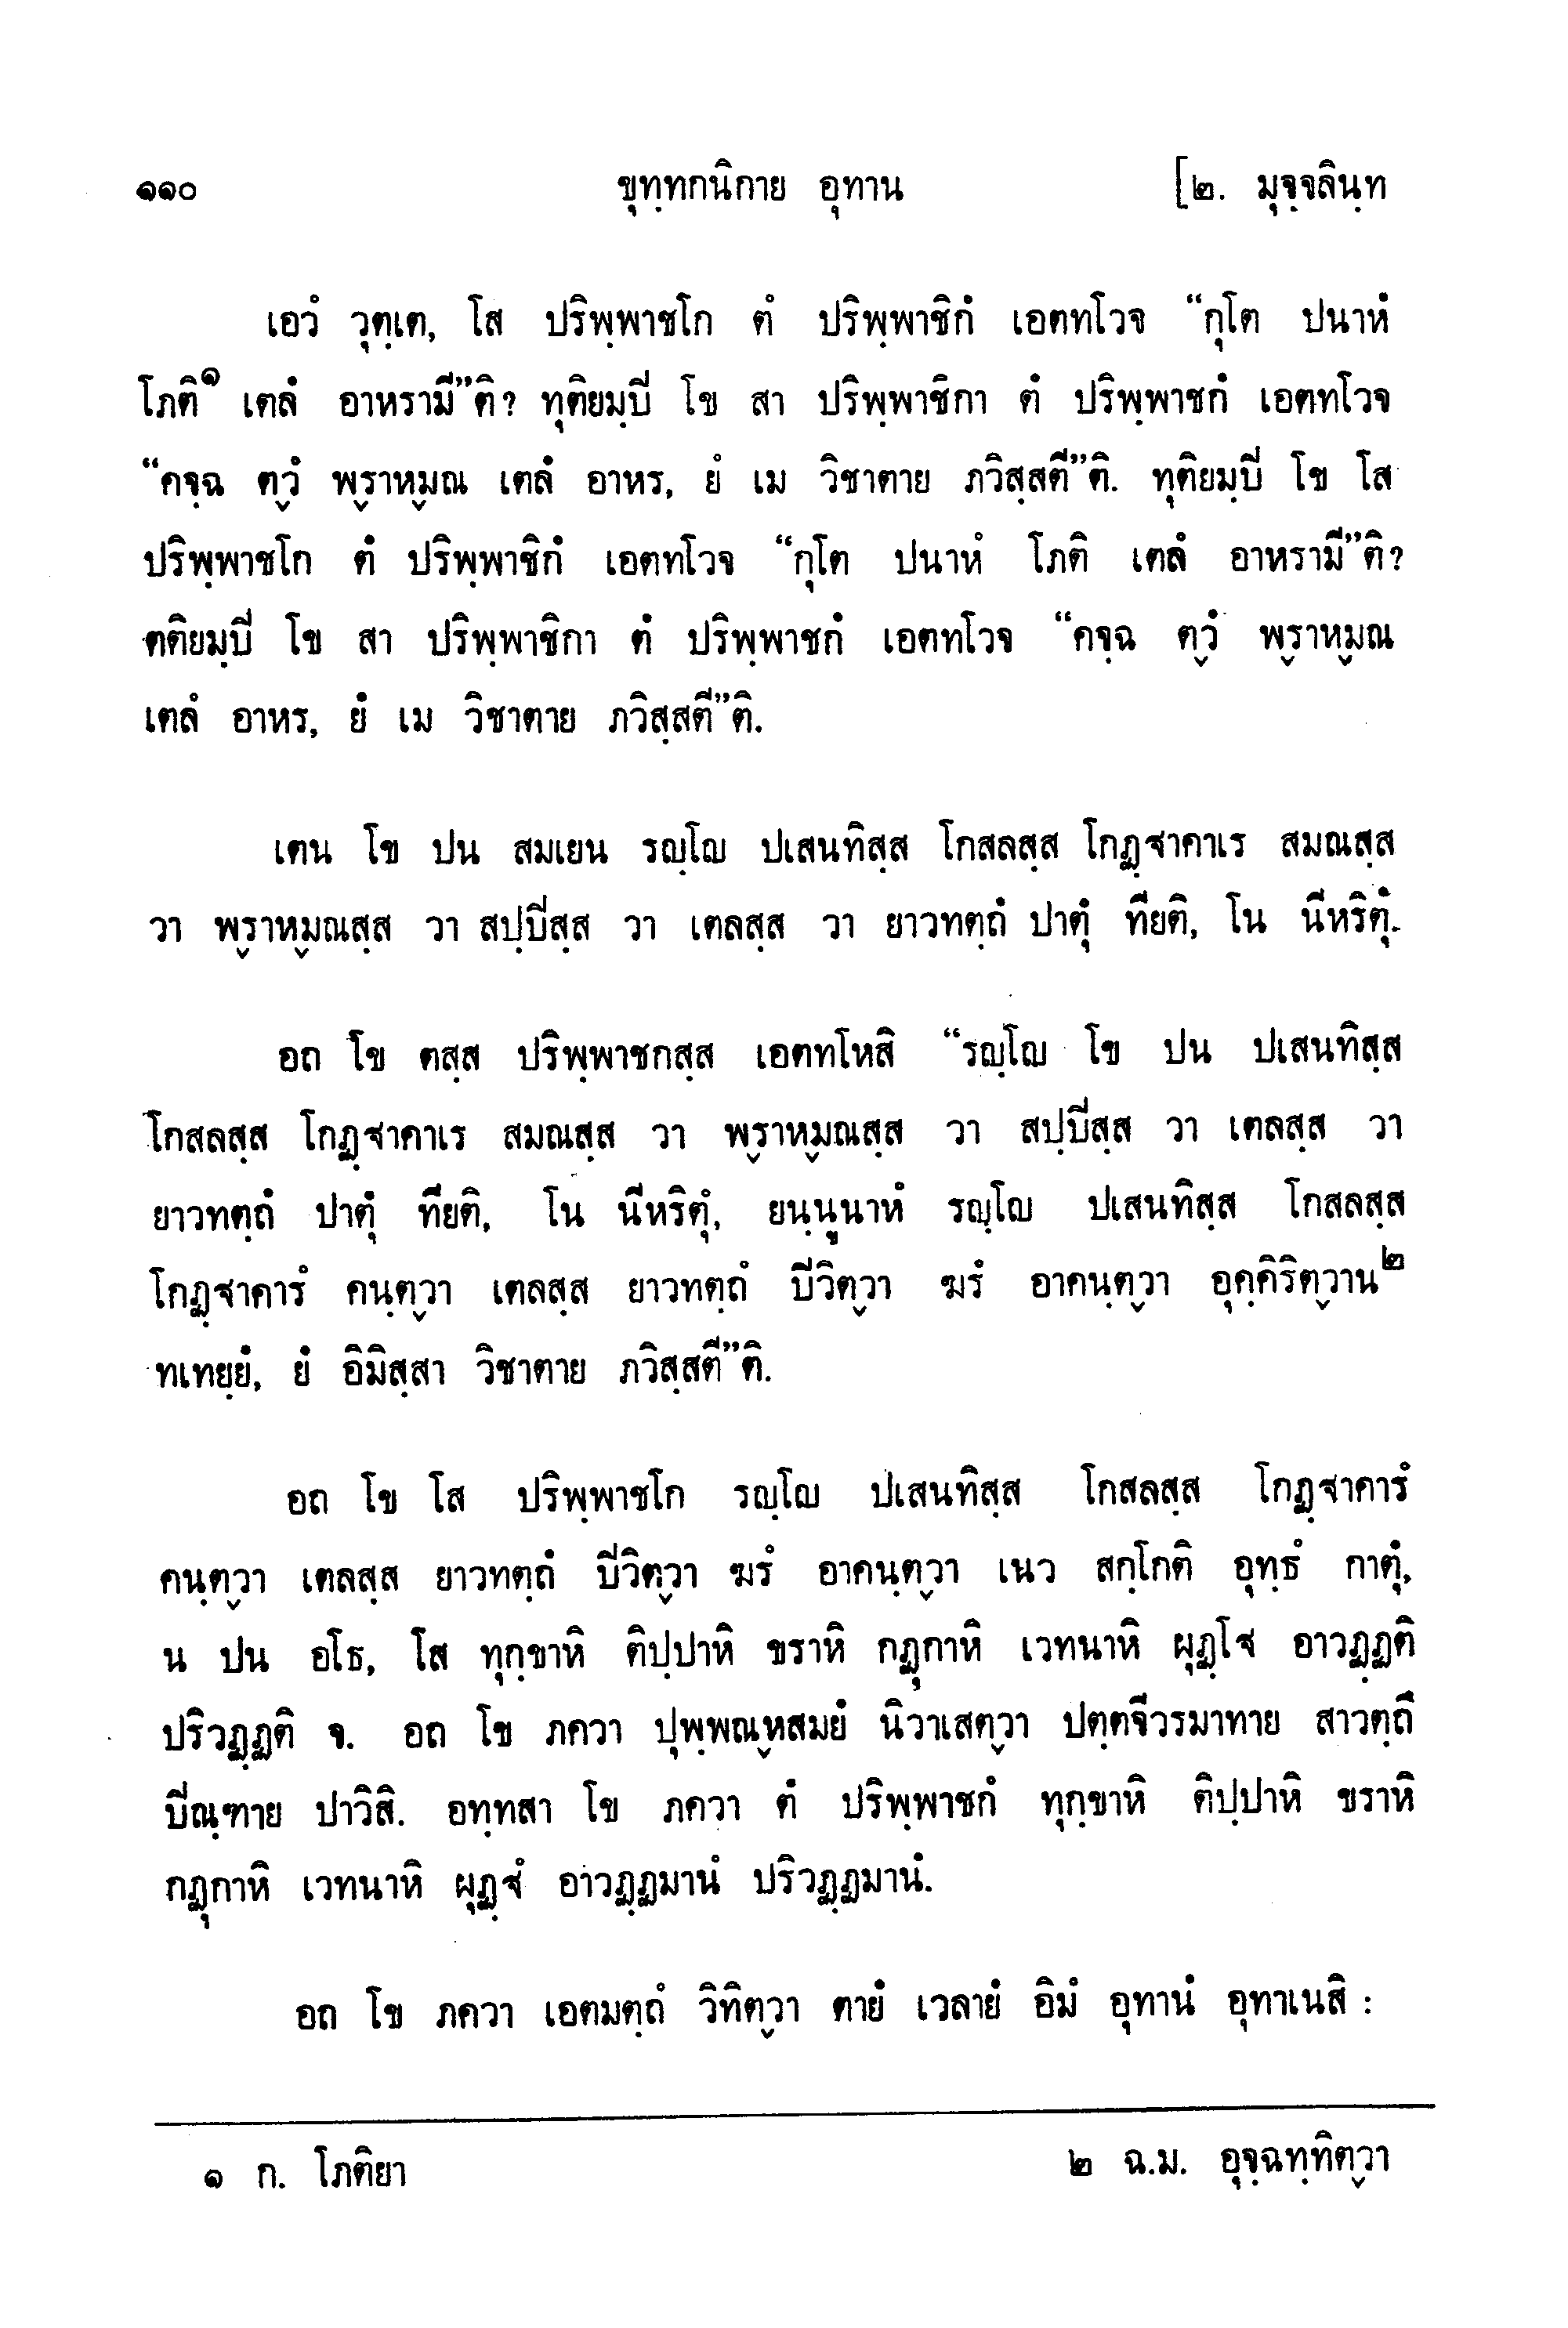 ๑๑๐ ขุทฺทกนิกาย อุทาน [๒. มุจฺจลินฺท
เอวํ วุตฺเต, โส ปริพฺพาชโก ตํ ปริพฺพาชิกํ เอตทโวจ “กุโต ปนาหํ
โภติ๑ เตลํ อาหรามี”ติ? ทุติยมฺปิ โข สา ปริพฺพาชิกา ตํ ปริพฺพาชกํ เอตทโวจ
“คจฺฉ ต๎วํ พ๎ราห๎มณ เตลํ อาหร, ยํ เม วิชาตาย ภวิสฺสตี”ติ. ทุติยมฺปิ โข โส
ปริพฺพาชโก ตํ ปริพฺพาชิกํ เอตทโวจ “กุโต ปนาหํ โภติ เตลํ อาหรามี”ติ?
ตติยมฺปิ โข สา ปริพฺพาชิกา ตํ ปริพฺพาชกํ เอตทโวจ “คจฺฉ ต๎วํ พ๎ราห๎มณ
เตลํ อาหร, ยํ เม วิชาตาย ภวิสฺสตี”ติ.
เตน โข ปน สมเยน รญฺโญ ปเสนทิสฺส โกสลสฺส โกฏฺฐาคาเร สมณสฺส
วา พ๎ราห๎มณสฺส วา สปฺปิสฺส วา เตลสฺส วา ยาวทตฺถํ ปาตุํ ทียติ, โน นีหริตุํ.
อถ โข ตสฺส ปริพฺพาชกสฺส เอตทโหสิ “รญฺโญ โข ปน ปเสนทิสฺส
โกสลสฺส โกฏฺฐาคาเร สมณสฺส วา พ๎ราห๎มณสฺส วา สปฺปิสฺส วา เตลสฺส วา
ยาวทตฺถํ ปาตุํ ทียติ, โน นีหริตุํ, ยนฺนูนาหํ รญฺโญ ปเสนทิสฺส โกสลสฺส
โกฏฺฐาคารํ คนฺต๎วา เตลสฺส ยาวทตฺถํ ปิวิต๎วา ฆรํ อาคนฺต๎วา อุคฺคิริต๎วาน๒
ทเทยฺยํ, ยํ อิมิสฺสา วิชาตาย ภวิสฺสตี”ติ.
อถ โข โส ปริพฺพาชโก รญฺโญ ปเสนทิสฺส โกสลสฺส โกฏฺฐาคารํ
คนฺต๎วา เตลสฺส ยาวทตฺถํ ปิวิต๎วา ฆรํ อาคนฺต๎วา เนว สกฺโกติ อุทฺธํ กาตุํ,
น ปน อโธ, โส ทุกฺขาหิ ติปฺปาหิ ขราหิ กฏุกาหิ เวทนาหิ ผุฏฺโฐ อาวฏฺฏติ
ปริวฏฺฏติ จ. อถ โข ภควา ปุพฺพณ๎หสมยํ นิวาเสต๎วา ปตฺตจีวรมาทาย สาวตฺถึ
ปิณฺฑาย ปาวิสิ. อทฺทสา โข ภควา ตํ ปริพฺพาชกํ ทุกฺขาหิ ติปฺปาหิ ขราหิ
กฏุกาหิ เวทนาหิ ผุฏฺฐํ อาวฏฺฏมานํ ปริวฏฺฏมานํ.
อถ โข ภควา เอตมตฺถํ วิทิต๎วา ตายํ เวลายํ อิมํ อุทานํ อุทาเนสิ :
๑ ก. โภติยา ๒ ฉ.ม. อุจฺฉทฺทิต๎วา